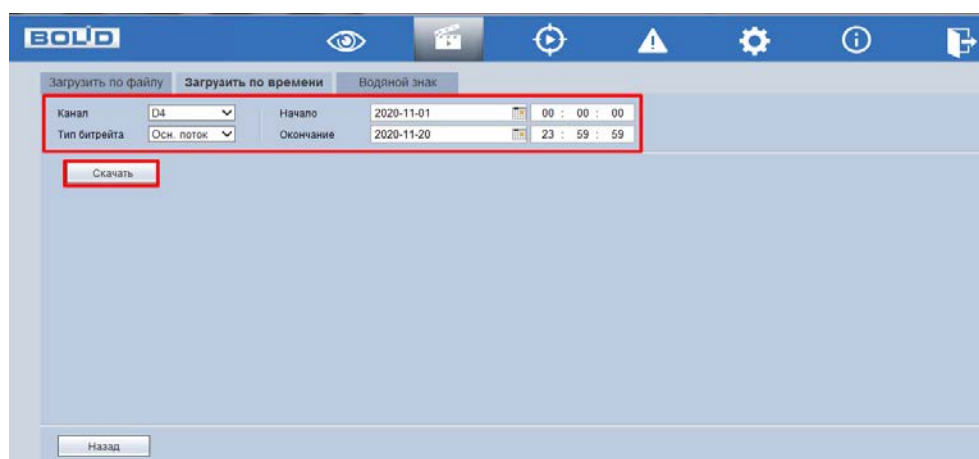 BOLID
Загрузить по файлу Загрузить по времени Водяной знак
Канал D4 Начало 2020-11-01 00 : 00 : 00
Тип битрейта Осн. поток Окончание 2020-11-20 23 : 59 : 59
Скачать
Назад